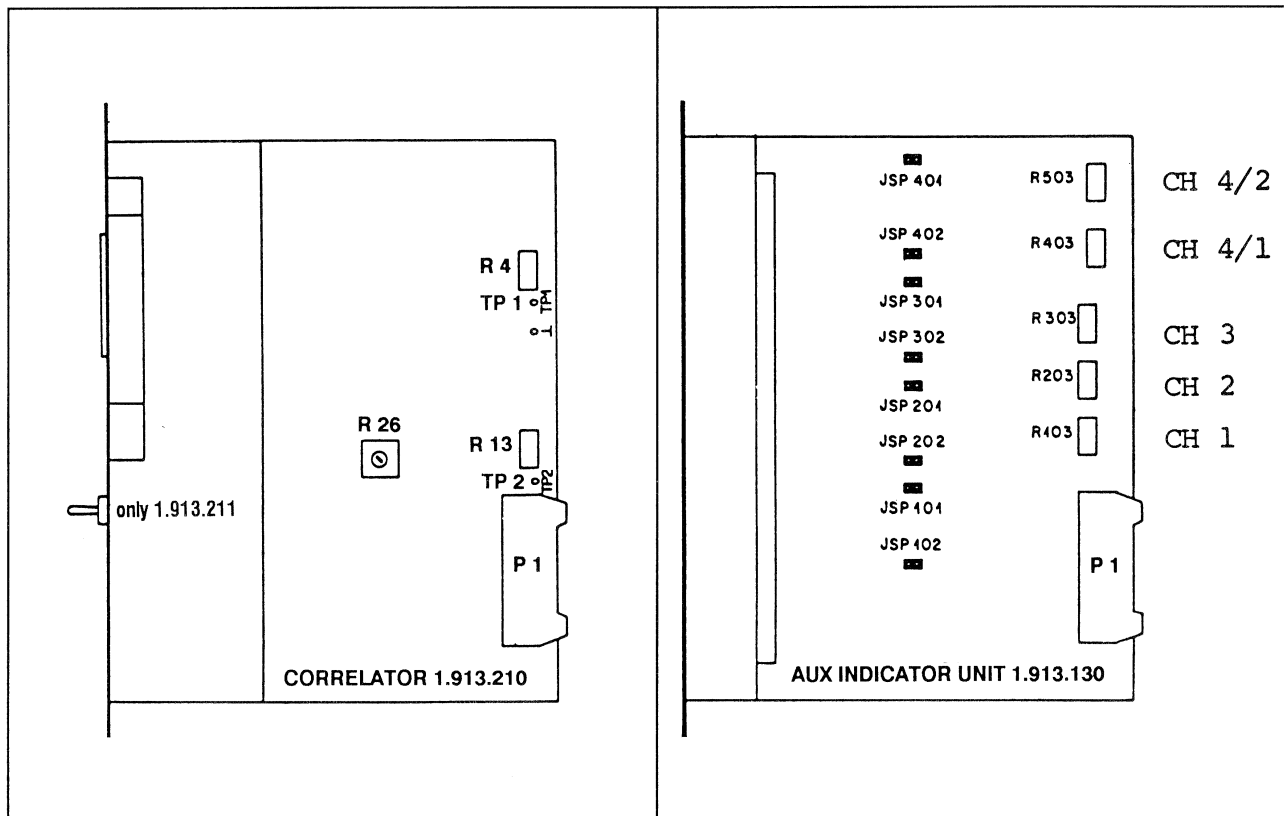 R 4
TP 1
TP1
⊥
R 26
R 13
TP 2
TP2
only 1.913.211
P 1
CORRELATOR 1.913.210
JSP 401
R503
CH 4/2
JSP 402
R403
CH 4/1
JSP 301
R303
CH 3
JSP 302
R203
CH 2
JSP 201
R103
CH 1
JSP 202
JSP 101
JSP 102
P 1
AUX INDICATOR UNIT 1.913.130